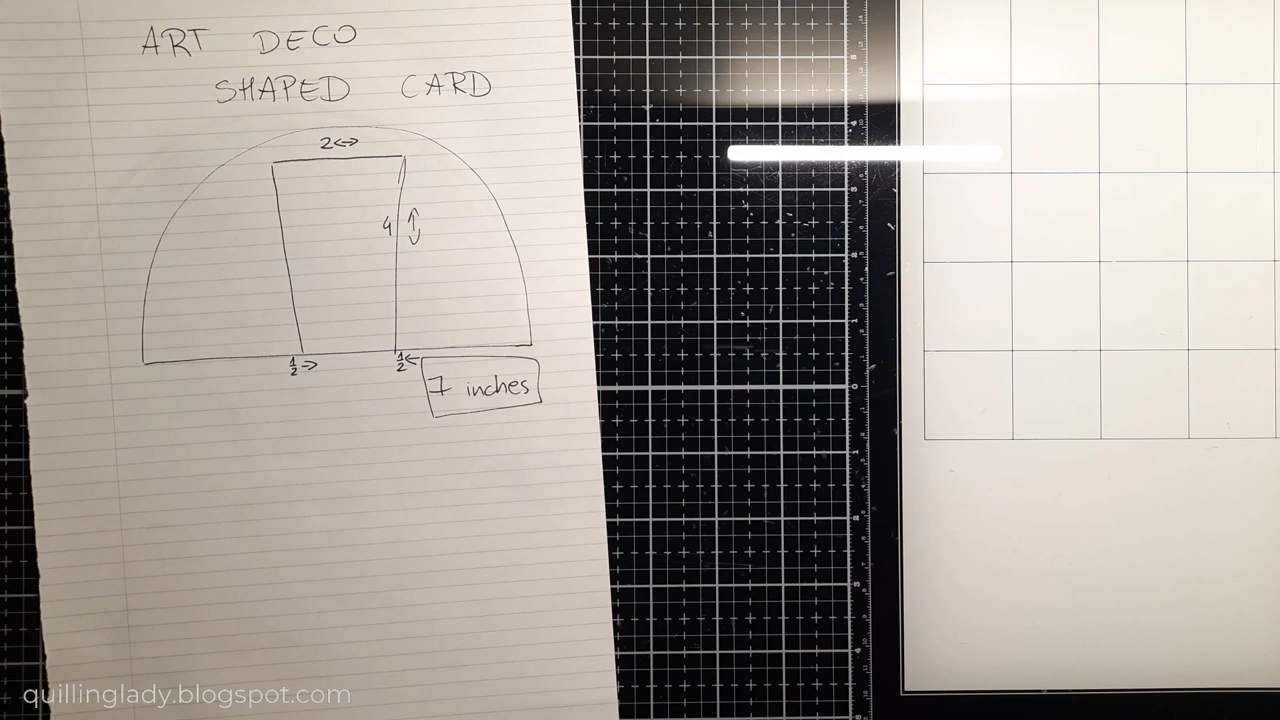 ART DECO
SHAPED CARD
2↔
4 ↕
1/2→
1/2←
7 inches
quillinglady.blogspot.com